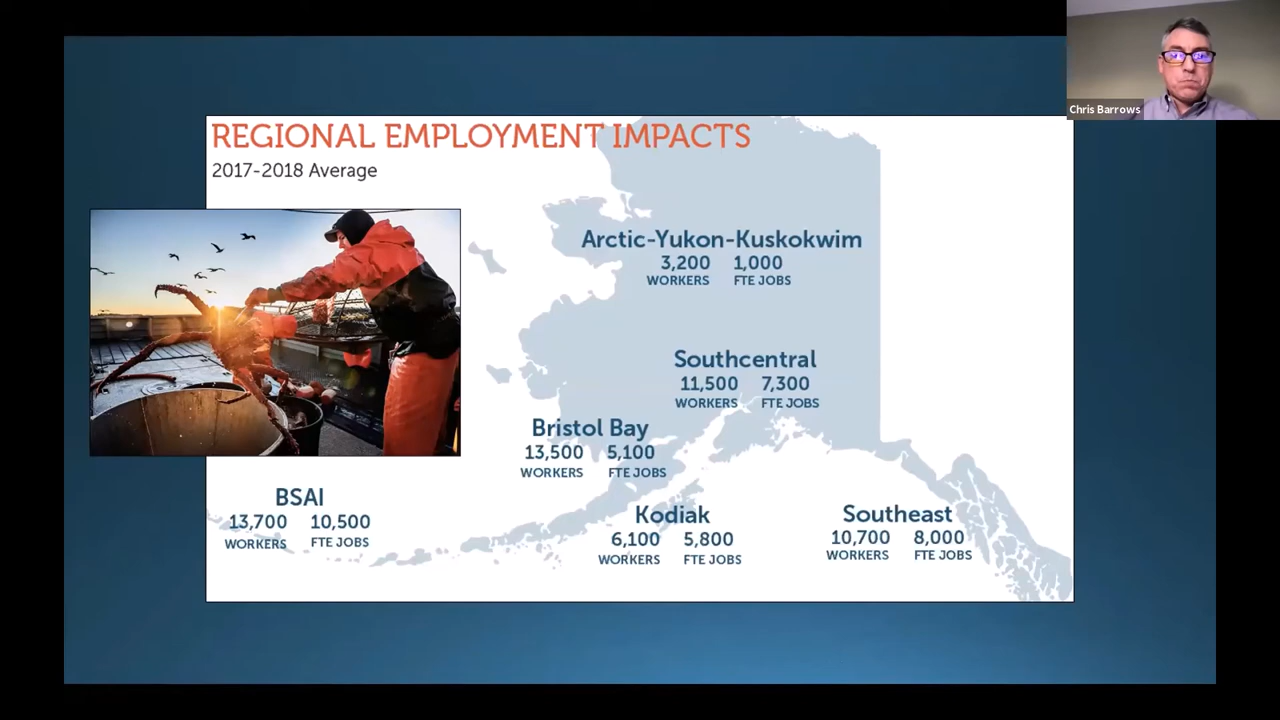 Chris Barrows
REGIONAL EMPLOYMENT IMPACTS
2017-2018 Average
Arctic-Yukon-Kuskokwim
3,200 1,000
WORKERS FTE JOBS
Southcentral
11,500 7,300
WORKERS FTE JOBS
Bristol Bay
13,500 5,100
WORKERS FTE JOBS
BSAI
13,700 10,500
WORKERS FTE JOBS
Kodiak
6,100 5,800
WORKERS FTE JOBS
Southeast
10,700 8,000
WORKERS FTE JOBS